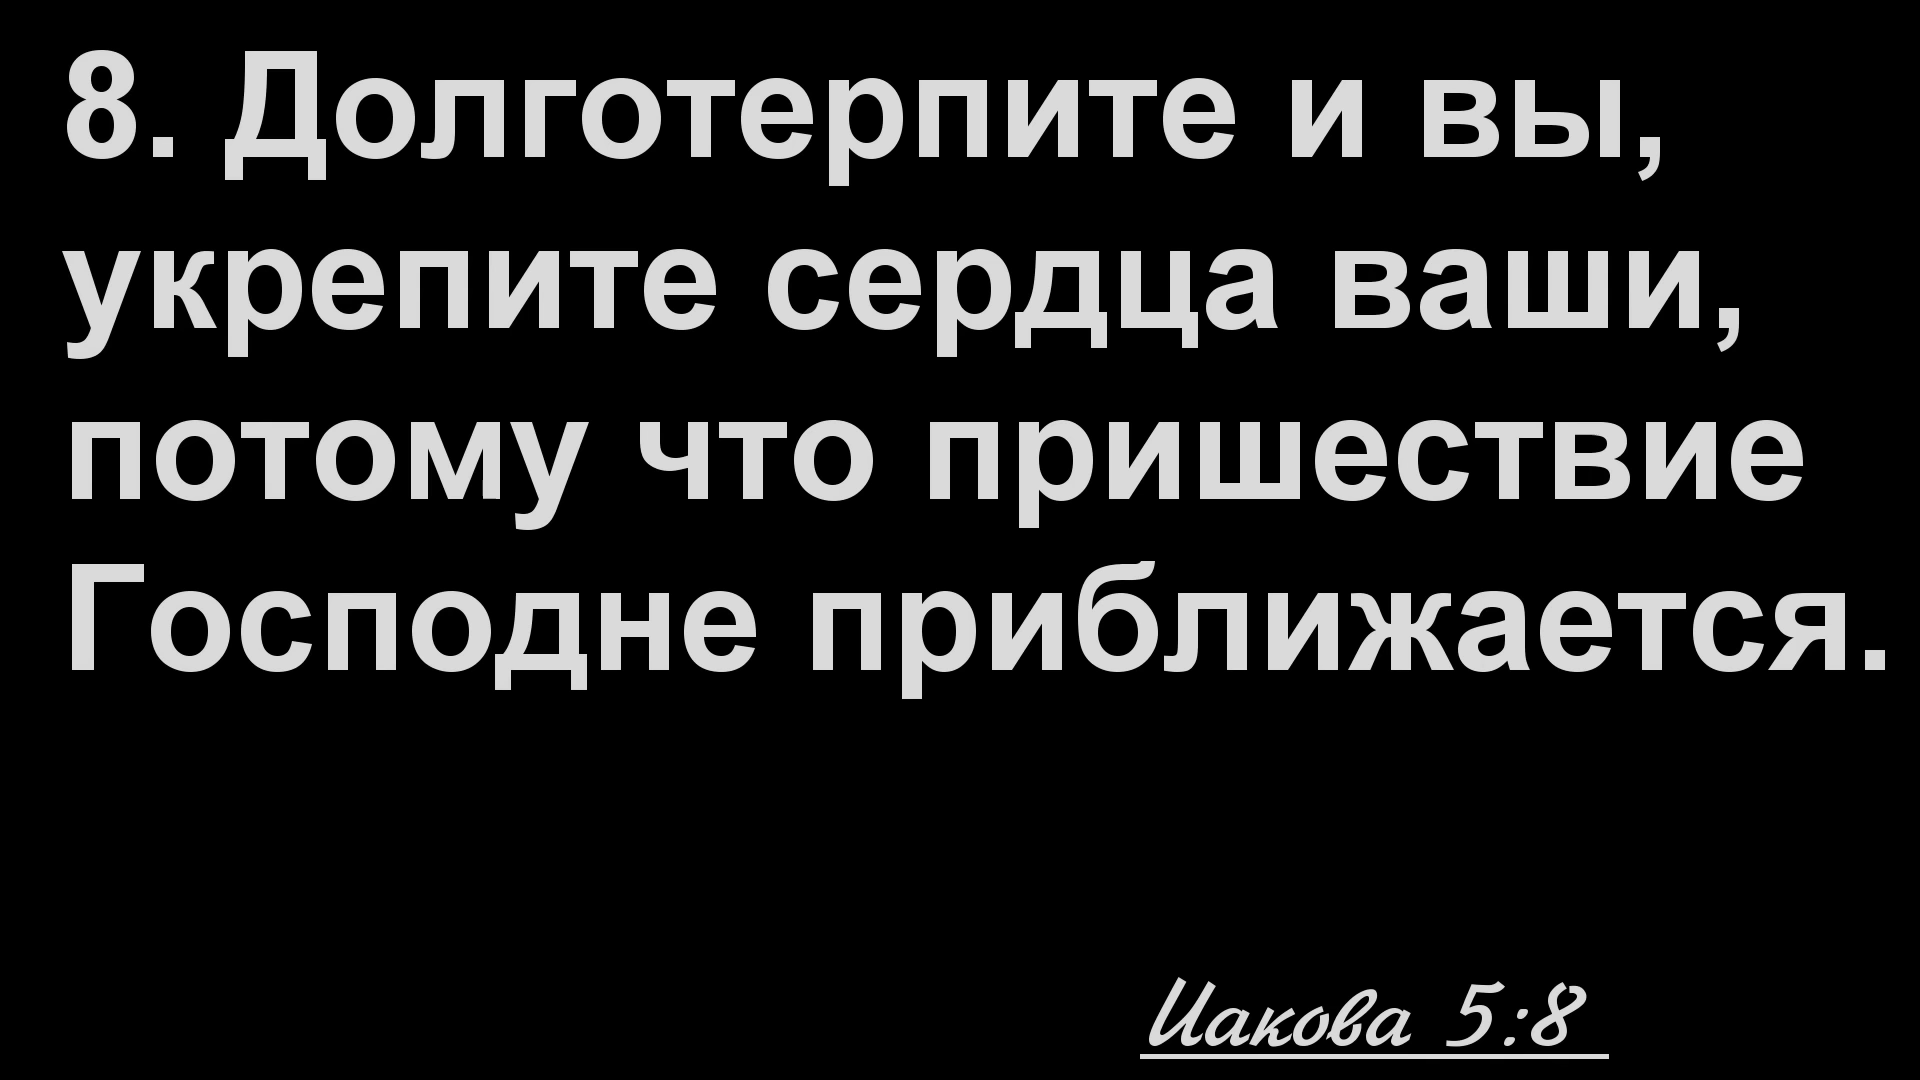 8. Долготерпите и вы,
укрепите сердца ваши,
потому что пришествие
Господне приближается.
Иакова 5:8